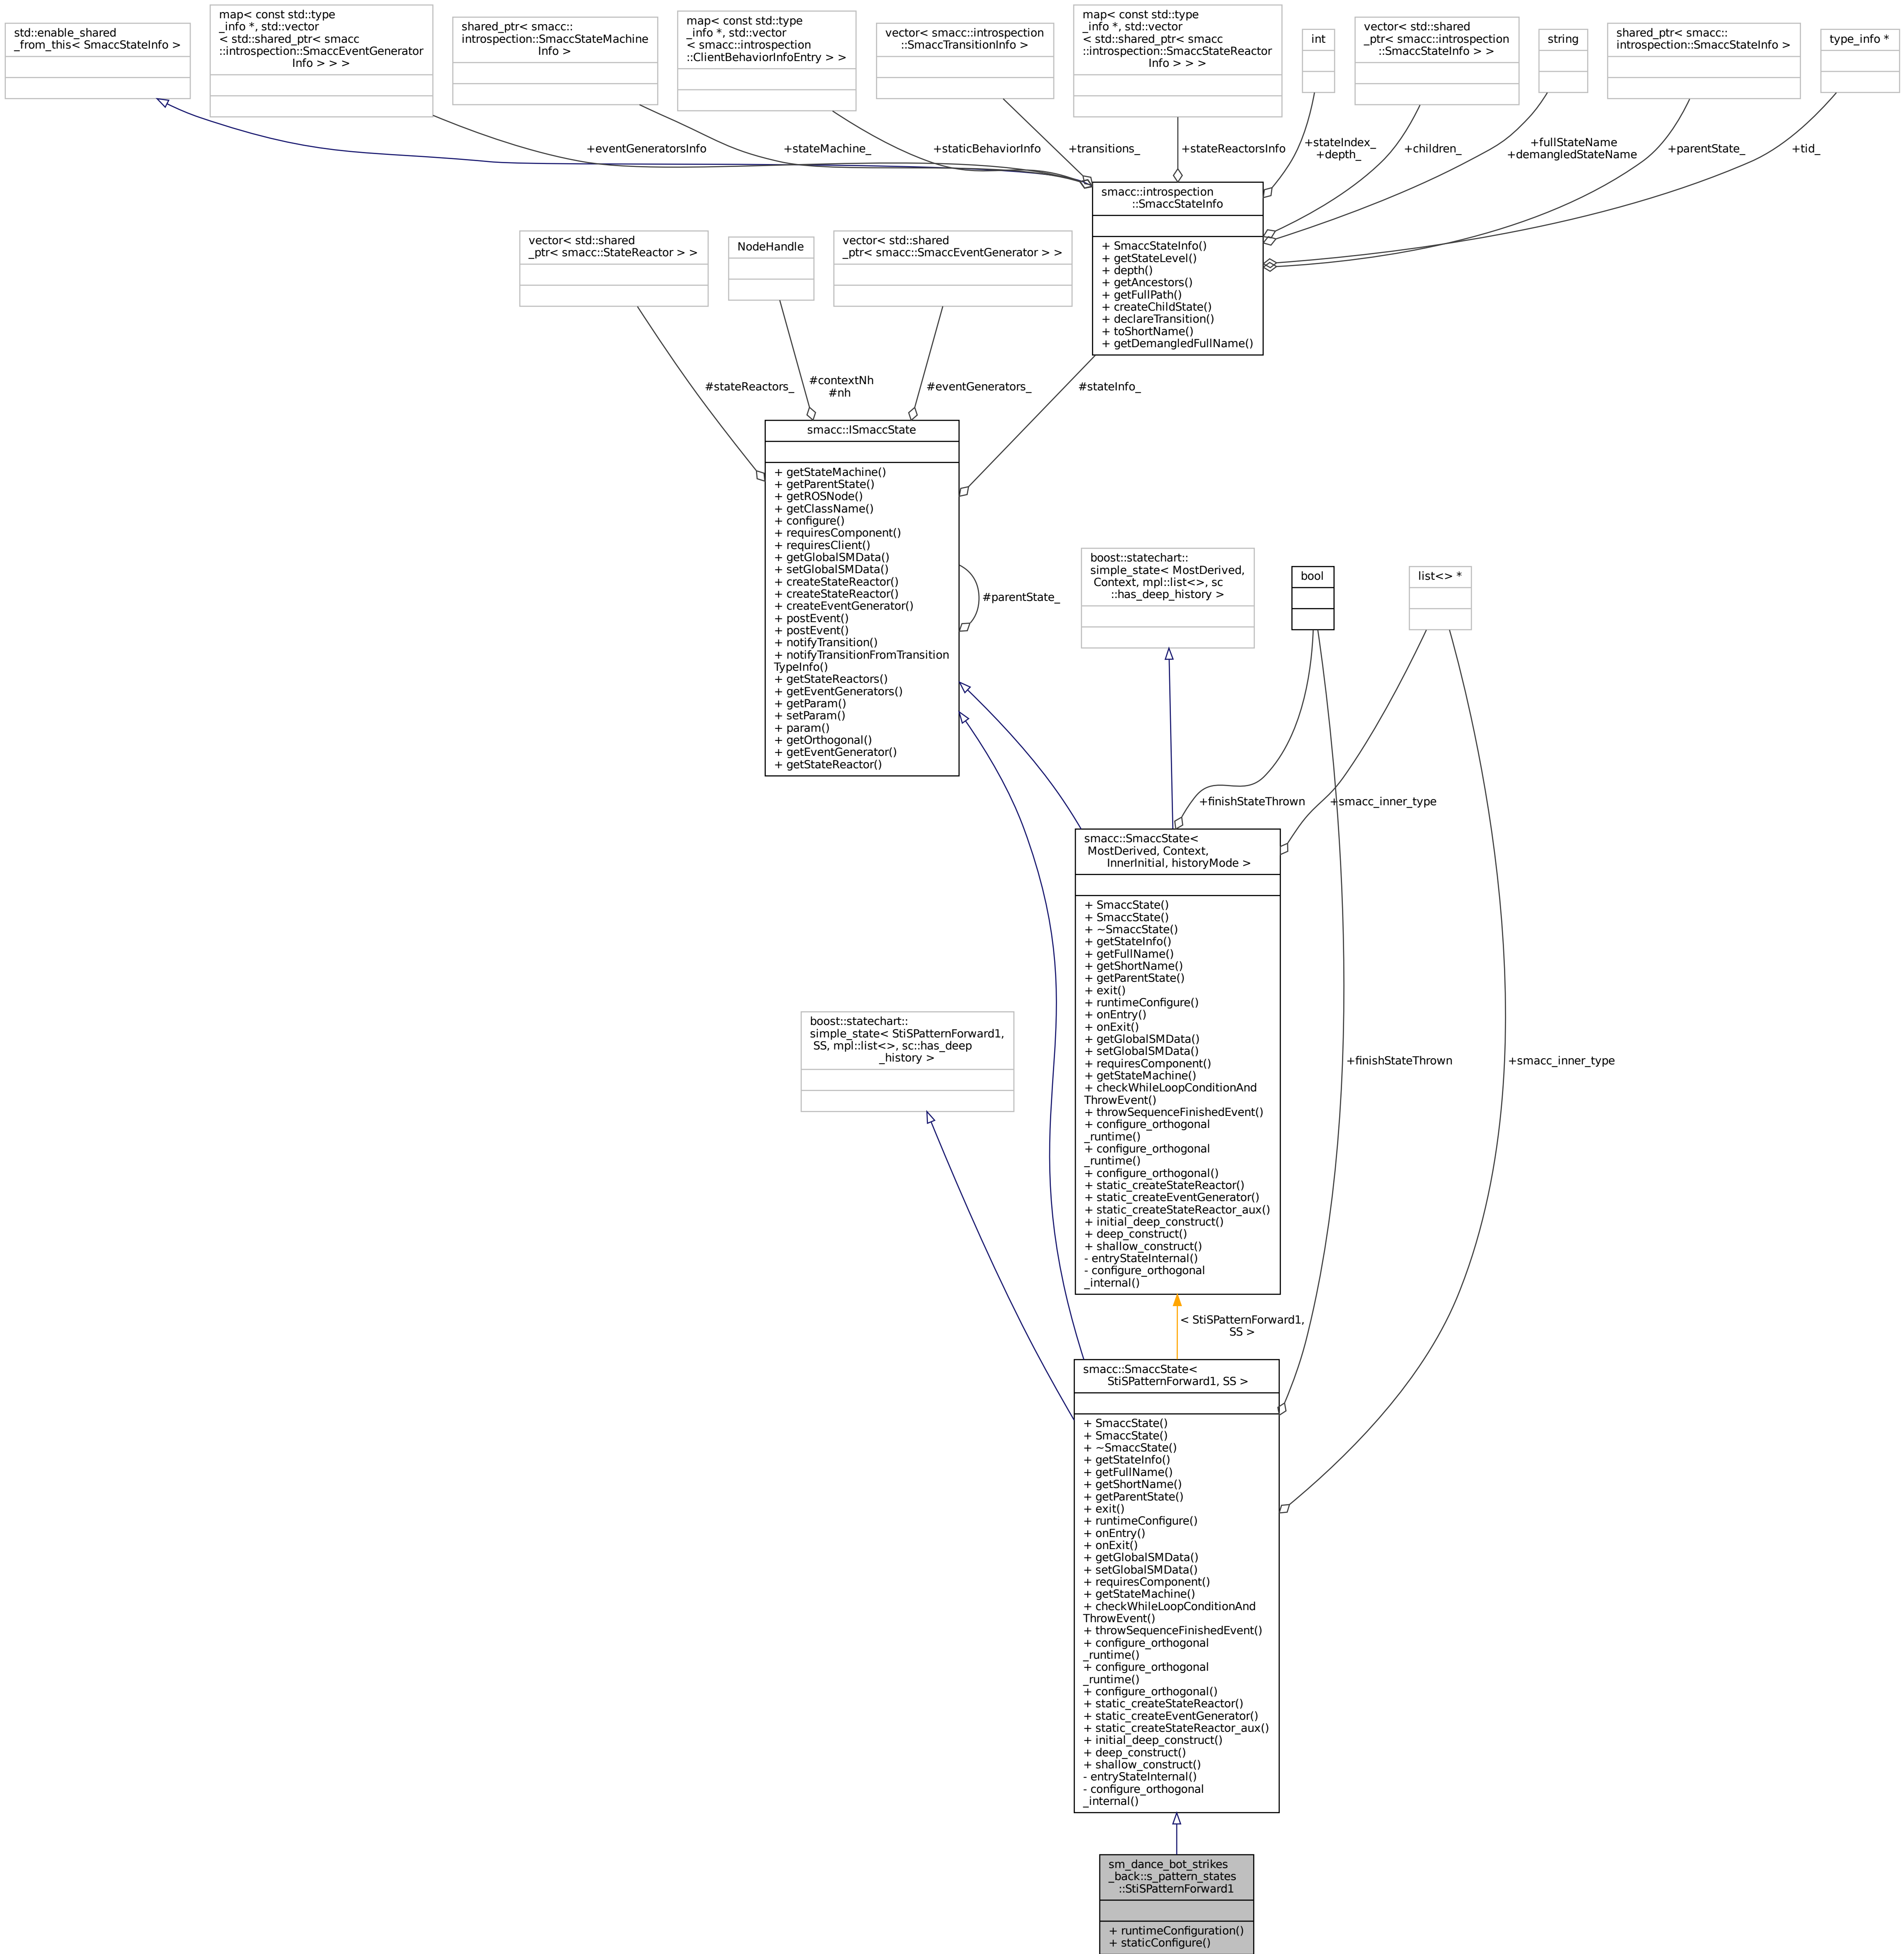 std::enable_shared
_from_this< SmaccStateInfo >
map< const std::type
_info *, std::vector
< std::shared_ptr< smacc
::introspection::SmaccEventGenerator
Info > > >
shared_ptr< smacc::
introspection::SmaccStateMachine
Info >
map< const std::type
_info *, std::vector
< smacc::introspection
::ClientBehaviorInfoEntry > >
vector< smacc::introspection
::SmaccTransitionInfo >
map< const std::type
_info *, std::vector
< std::shared_ptr< smacc
::introspection::SmaccStateReactor
Info > > >
int
vector< std::shared
_ptr< smacc::introspection
::SmaccStateInfo > >
string
shared_ptr< smacc::
introspection::SmaccStateInfo >
type_info *
+eventGeneratorsInfo
+stateMachine_
+staticBehaviorInfo
+transitions_
+stateReactorsInfo
+stateIndex_
+depth_
+children_
+fullStateName
+demangledStateName
+parentState_
+tid_
smacc::introspection
::SmaccStateInfo
+ SmaccStateInfo()
+ getStateLevel()
+ depth()
+ getAncestors()
+ getFullPath()
+ createChildState()
+ declareTransition()
+ toShortName()
+ getDemangledFullName()
vector< std::shared
_ptr< smacc::StateReactor > >
NodeHandle
vector< std::shared
_ptr< smacc::SmaccEventGenerator > >
#stateReactors_
#contextNh
#nh
#eventGenerators_
#stateInfo_
smacc::ISmaccState
+ getStateMachine()
+ getParentState()
+ getROSNode()
+ getClassName()
+ configure()
+ requiresComponent()
+ requiresClient()
+ getGlobalSMData()
+ setGlobalSMData()
+ createStateReactor()
+ createStateReactor()
+ createEventGenerator()
+ postEvent()
+ postEvent()
+ notifyTransition()
+ notifyTransitionFromTransition
TypeInfo()
+ getStateReactors()
+ getEventGenerators()
+ getParam()
+ setParam()
+ param()
+ getOrthogonal()
+ getEventGenerator()
+ getStateReactor()
#parentState_
boost::statechart::
simple_state< MostDerived,
Context, mpl::list<>, sc
::has_deep_history >
bool
list<> *
+finishStateThrown
+smacc_inner_type
smacc::SmaccState<
MostDerived, Context,
InnerInitial, historyMode >
+ SmaccState()
+ SmaccState()
+ ~SmaccState()
+ getStateInfo()
+ getFullName()
+ getShortName()
+ getParentState()
+ exit()
+ runtimeConfigure()
+ onEntry()
+ onExit()
+ getGlobalSMData()
+ setGlobalSMData()
+ requiresComponent()
+ getStateMachine()
+ checkWhileLoopConditionAnd
ThrowEvent()
+ throwSequenceFinishedEvent()
+ configure_orthogonal
_runtime()
+ configure_orthogonal
_runtime()
+ configure_orthogonal()
+ static_createStateReactor()
+ static_createEventGenerator()
+ static_createStateReactor_aux()
+ initial_deep_construct()
+ deep_construct()
+ shallow_construct()
- entryStateInternal()
- configure_orthogonal
_internal()
boost::statechart::
simple_state< StiSPatternForward1,
SS, mpl::list<>, sc::has_deep
_history >
+finishStateThrown
+smacc_inner_type
< StiSPatternForward1,
SS >
smacc::SmaccState<
StiSPatternForward1, SS >
+ SmaccState()
+ SmaccState()
+ ~SmaccState()
+ getStateInfo()
+ getFullName()
+ getShortName()
+ getParentState()
+ exit()
+ runtimeConfigure()
+ onEntry()
+ onExit()
+ getGlobalSMData()
+ setGlobalSMData()
+ requiresComponent()
+ getStateMachine()
+ checkWhileLoopConditionAnd
ThrowEvent()
+ throwSequenceFinishedEvent()
+ configure_orthogonal
_runtime()
+ configure_orthogonal
_runtime()
+ configure_orthogonal()
+ static_createStateReactor()
+ static_createEventGenerator()
+ static_createStateReactor_aux()
+ initial_deep_construct()
+ deep_construct()
+ shallow_construct()
- entryStateInternal()
- configure_orthogonal
_internal()
sm_dance_bot_strikes
_back::s_pattern_states
::StiSPatternForward1
+ runtimeConfiguration()
+ staticConfigure()